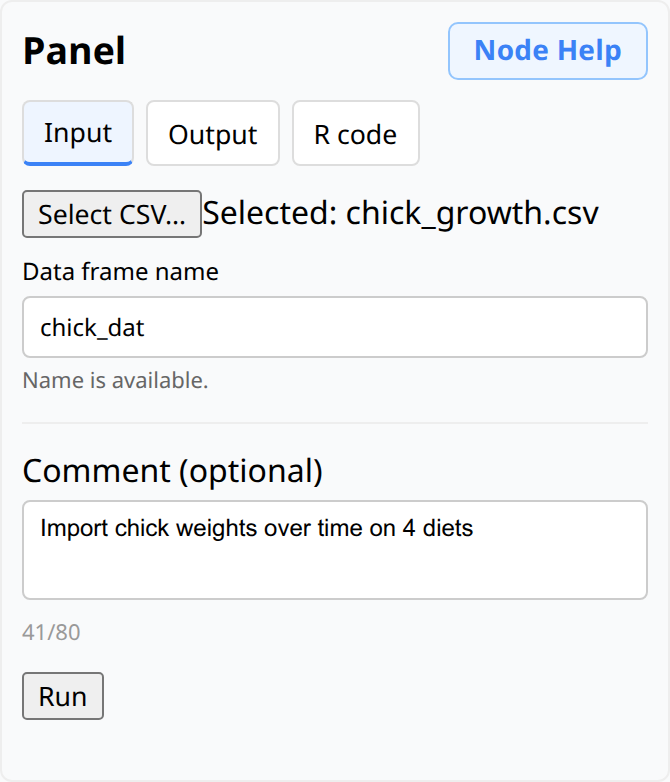 Panel
Node Help
Input
Output
R code
Select CSV...
Selected: chick_growth.csv
Data frame name
chick_dat
Name is available.
Comment (optional)
Import chick weights over time on 4 diets
41/80
Run